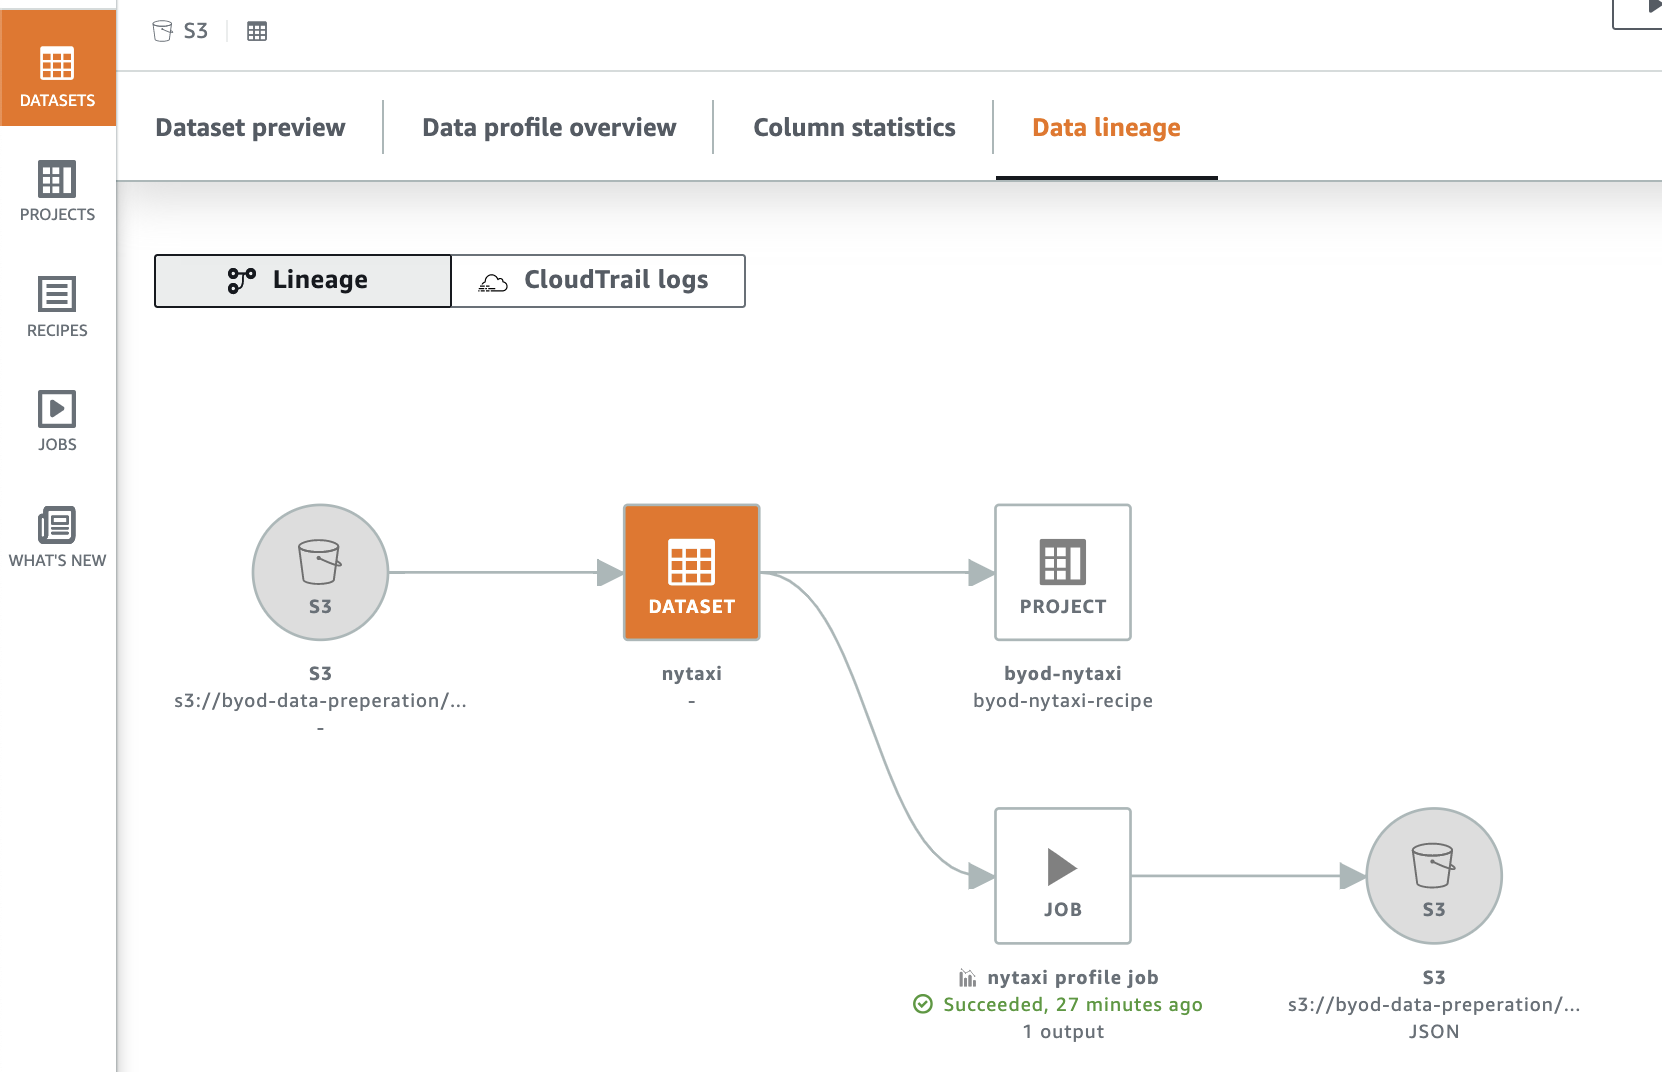 S3
DATASETS
PROJECTS
RECIPES
JOBS
WHAT'S NEW
Dataset preview
Data profile overview
Column statistics
Data lineage
Lineage
CloudTrail logs
S3
S3
s3://byod-data-preperation/...
-
DATASET
nytaxi
-
PROJECT
byod-nytaxi
byod-nytaxi-recipe
JOB
nytaxi profile job
Succeeded, 27 minutes ago
1 output
S3
S3
s3://byod-data-preperation/...
JSON